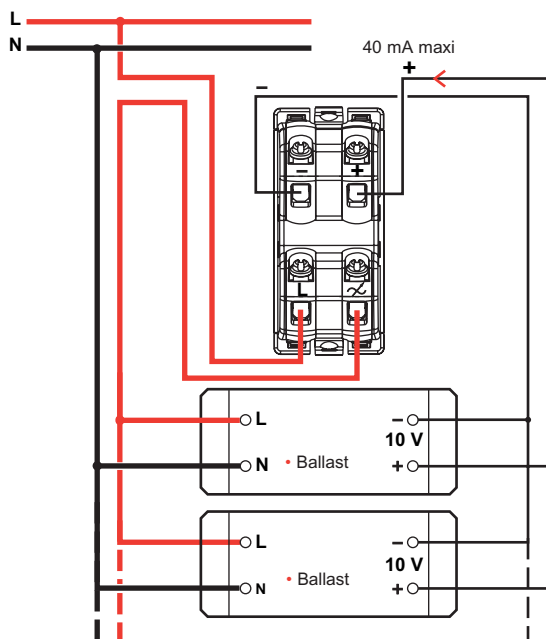 L
N
40 mA maxi
+
–
– +
L
L –
10 V
N • Ballast +
L –
10 V
N • Ballast +